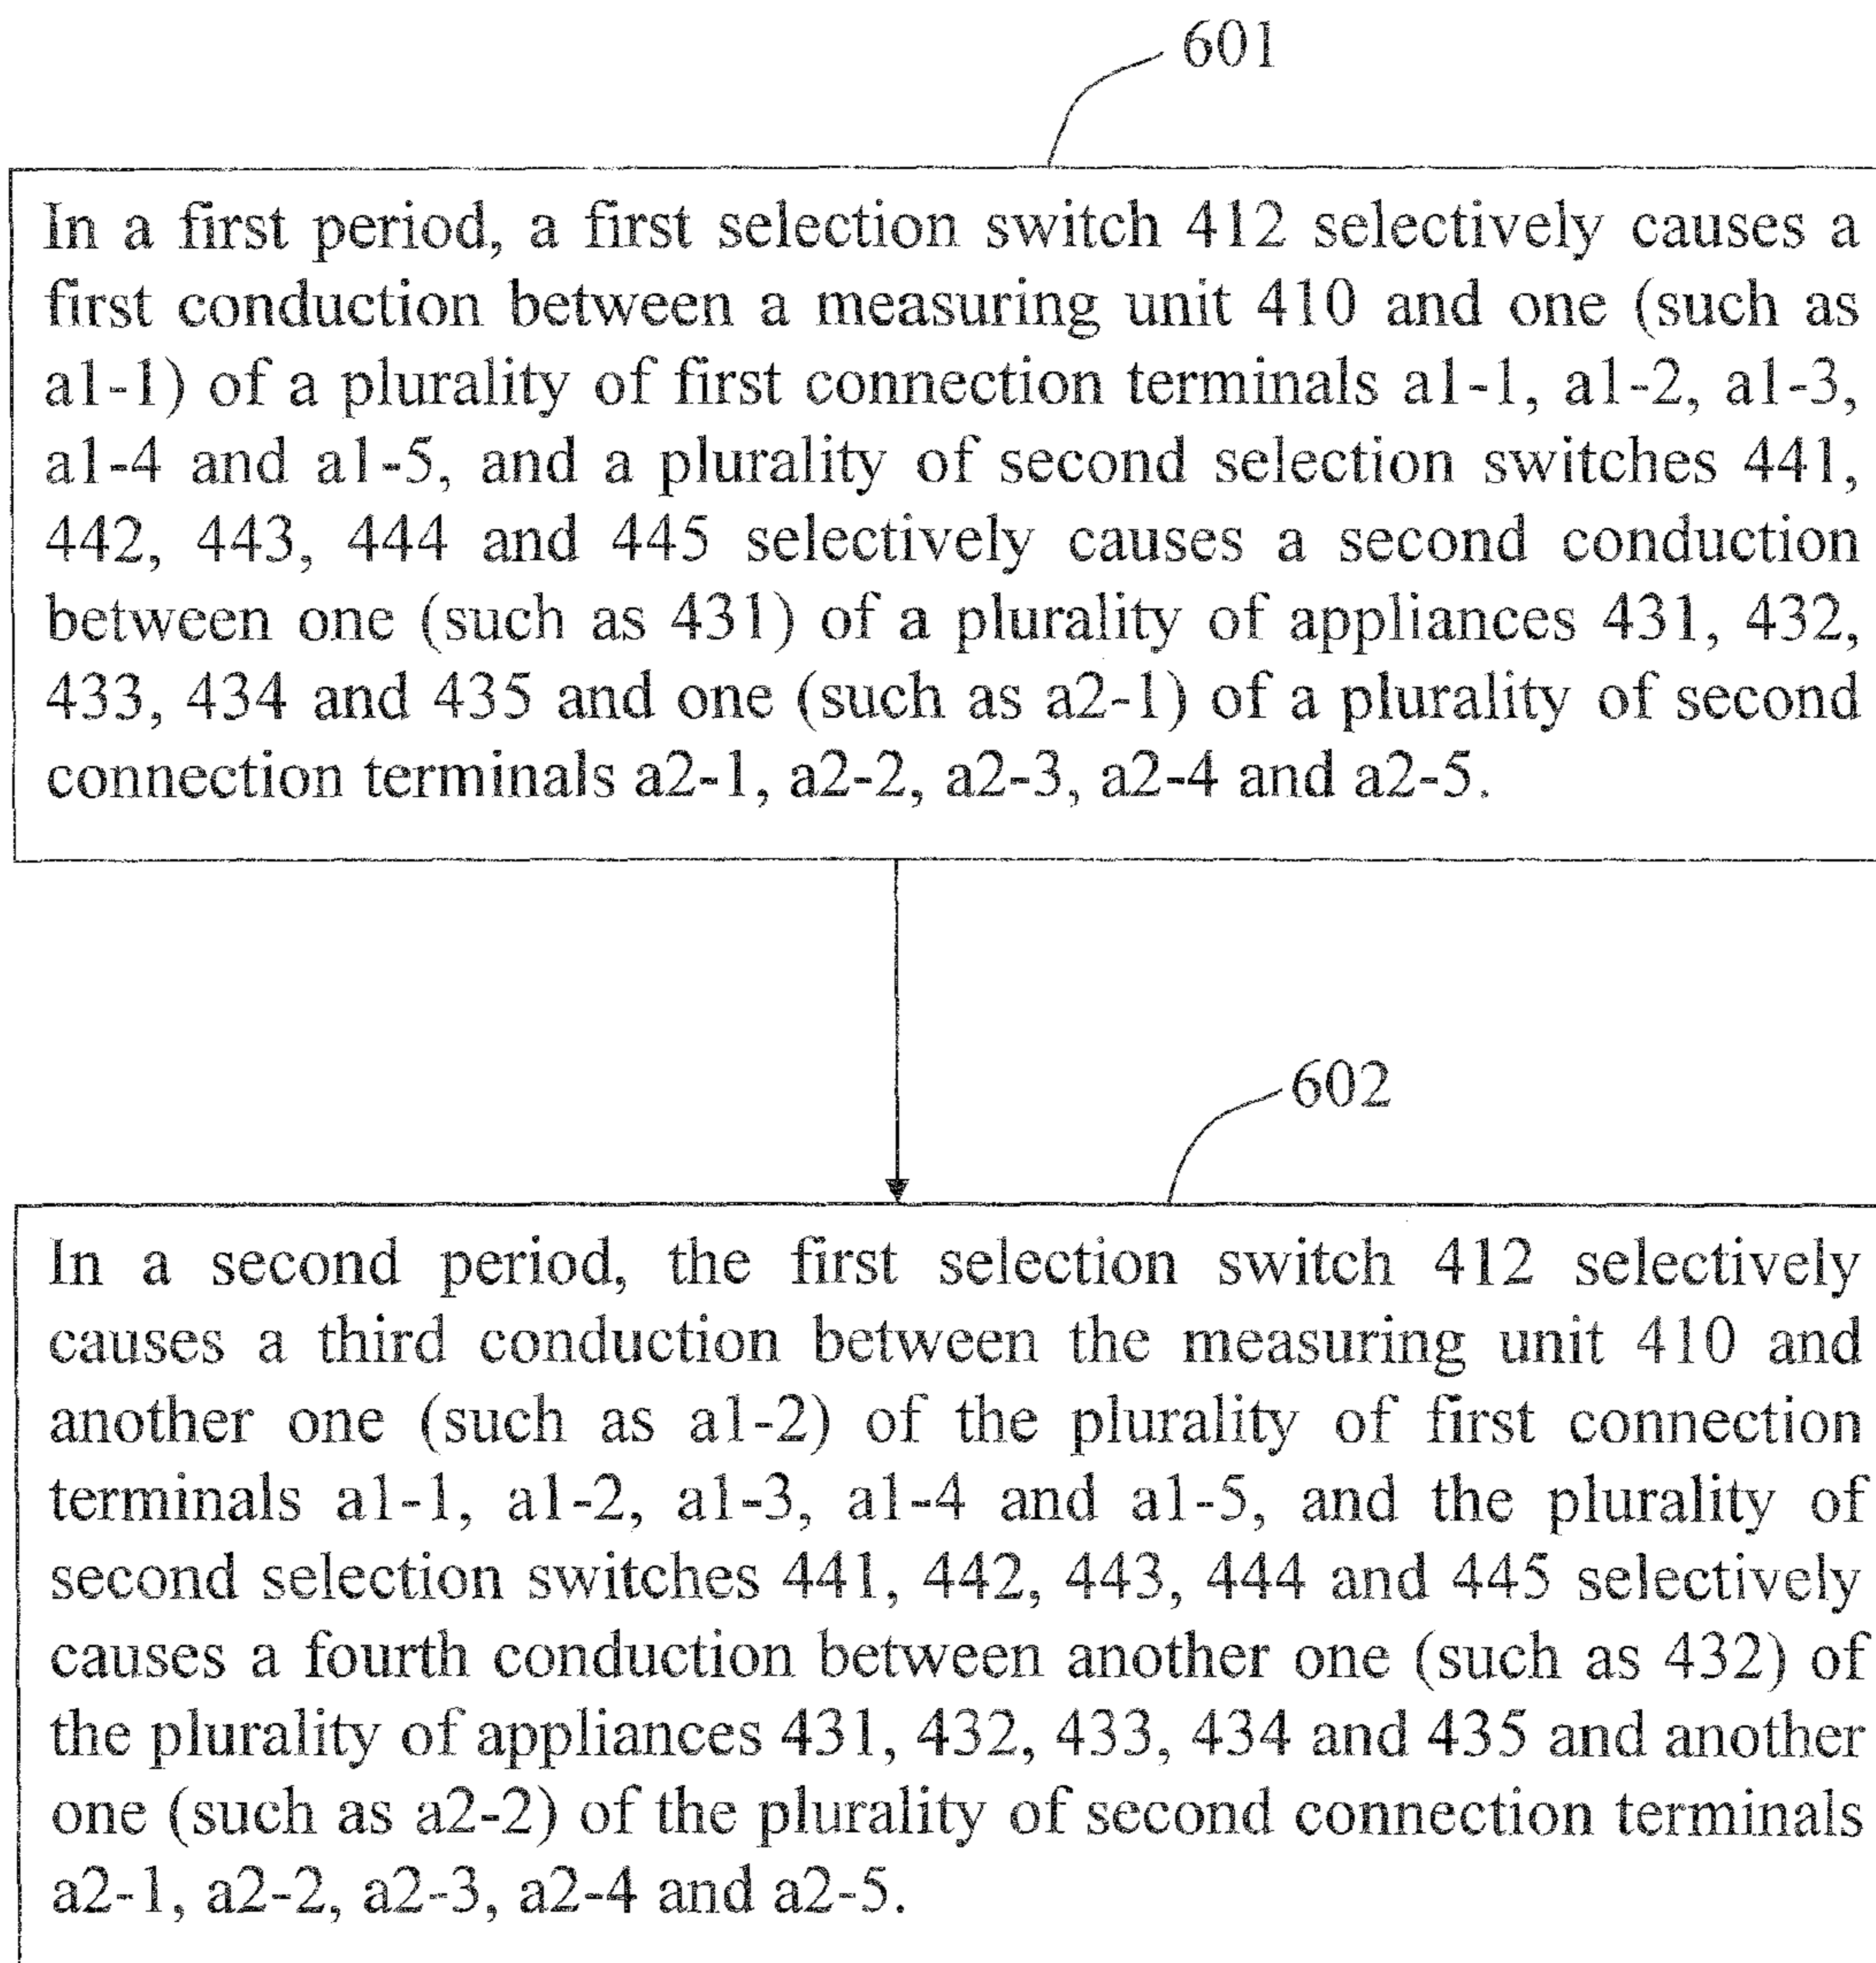 601
In a first period, a first selection switch 412 selectively causes a
first conduction between a measuring unit 410 and one (such as
a1-1) of a plurality of first connection terminals a1-1, a1-2, a1-3,
a1-4 and a1-5, and a plurality of second selection switches 441,
442, 443, 444 and 445 selectively causes a second conduction
between one (such as 431) of a plurality of appliances 431, 432,
433, 434 and 435 and one (such as a2-1) of a plurality of second
connection terminals a2-1, a2-2, a2-3, a2-4 and a2-5.
602
In a second period, the first selection switch 412 selectively
causes a third conduction between the measuring unit 410 and
another one (such as a1-2) of the plurality of first connection
terminals a1-1, a1-2, a1-3, a1-4 and a1-5, and the plurality of
second selection switches 441, 442, 443, 444 and 445 selectively
causes a fourth conduction between another one (such as 432) of
the plurality of appliances 431, 432, 433, 434 and 435 and another
one (such as a2-2) of the plurality of second connection terminals
a2-1, a2-2, a2-3, a2-4 and a2-5.